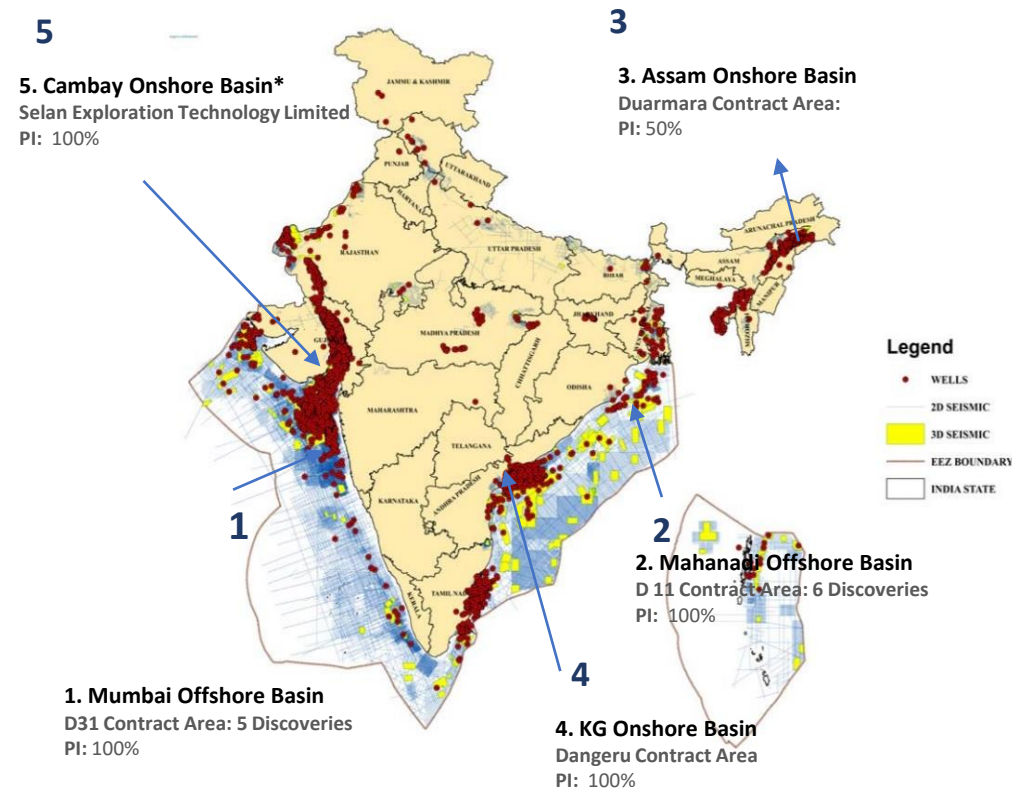 5
5. Cambay Onshore Basin*
Selan Exploration Technology Limited
PI: 100%
3
3. Assam Onshore Basin
Duarmara Contract Area:
PI: 50%
JAMMU & KASHMIR
PUNJAB
UTTARAKHAND
HARYANA
RAJASTHAN
UTTAR PRADESH
BIHAR
ARUNACHAL PRADESH
ASSAM
MEGHALAYA
MANIPUR
MIZORAM
JHARKHAND
MADHYA PRADESH
CHHATTISGARH
ODISHA
MAHARASHTRA
TELANGANA
ANDHRA PRADESH
KARNATAKA
KERALA
Legend
WELLS
2D SEISMIC
3D SEISMIC
EEZ BOUNDARY
INDIA STATE
1
2
2. Mahanadi Offshore Basin
D 11 Contract Area: 6 Discoveries
PI: 100%
4
1. Mumbai Offshore Basin
D31 Contract Area: 5 Discoveries
PI: 100%
4. KG Onshore Basin
Dangeru Contract Area
PI: 100%